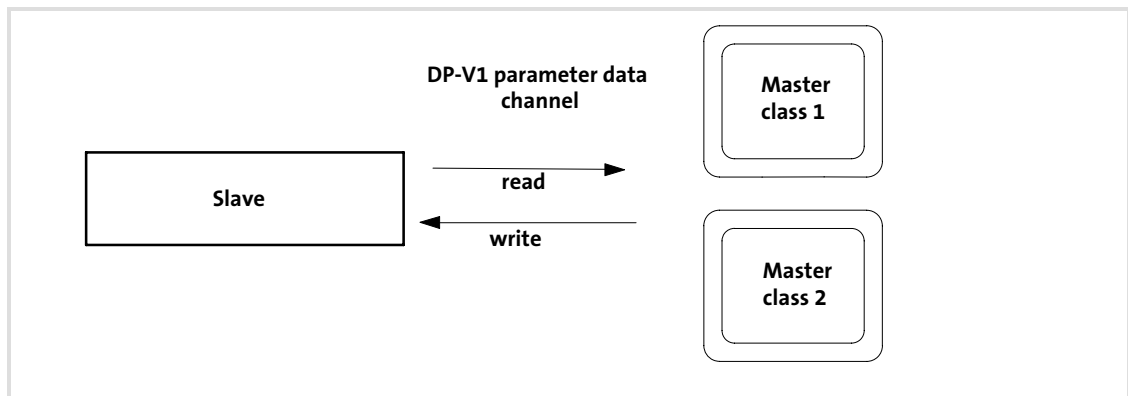 DP-V1 parameter data
channel
Master
class 1
Slave
read
write
Master
class 2